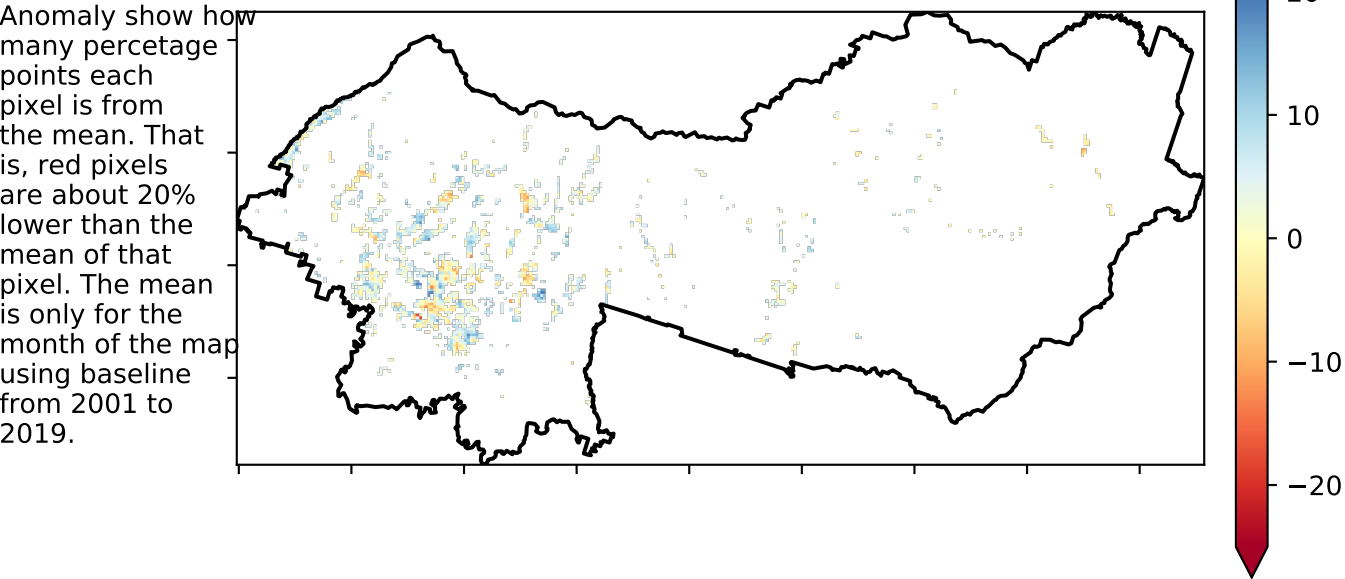 Anomaly show how
many percetage
points each
pixel is from
the mean. That
is, red pixels
are about 20%
lower than the
mean of that
pixel. The mean
is only for the
month of the map
using baseline
from 2001 to
2019.
10
0
−10
−20